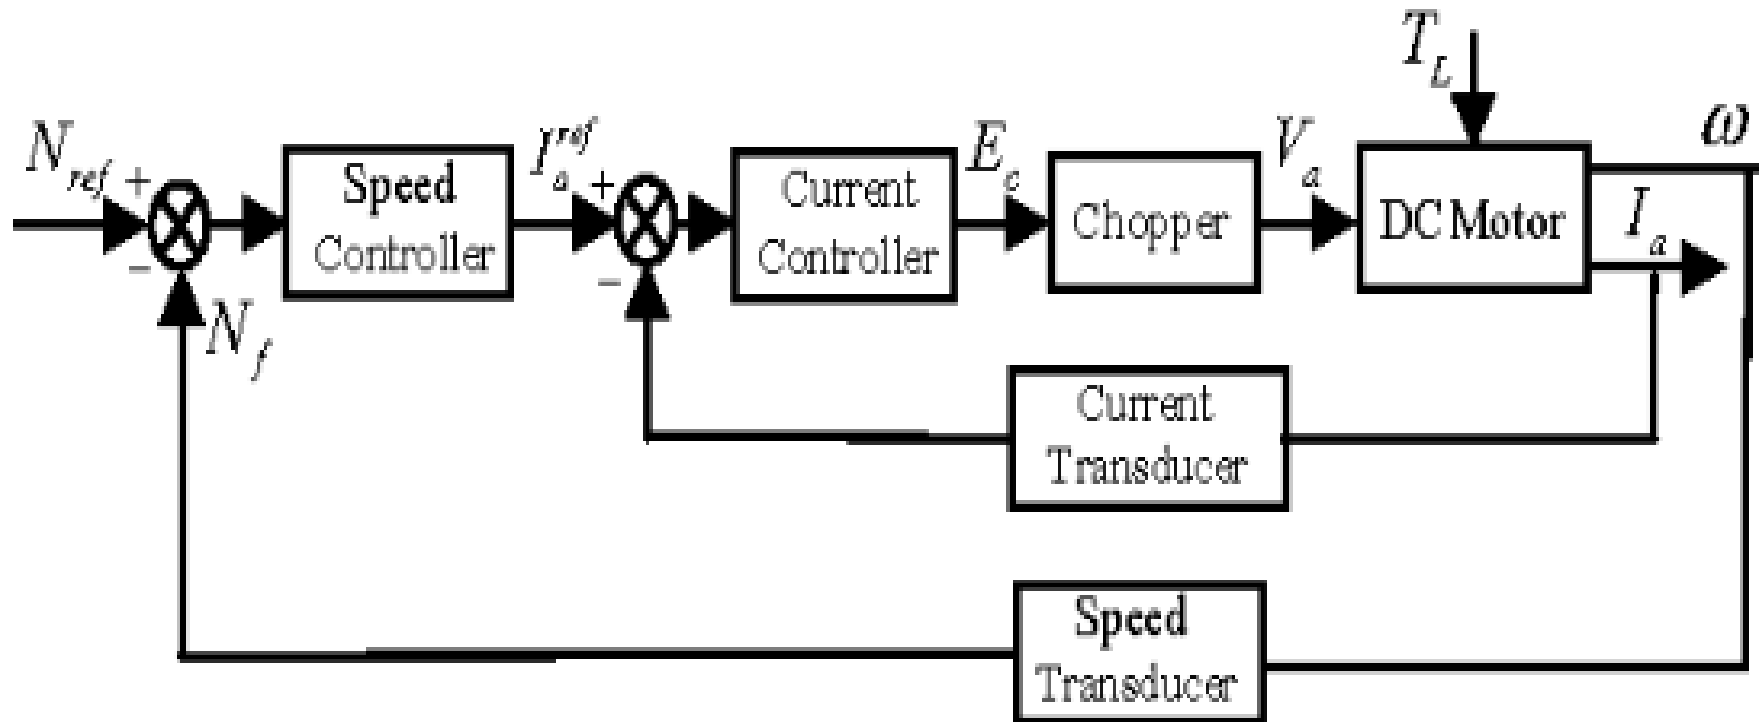 T_L
N_ref
+
−
N_f
Speed
Controller
I_a^ref
+
−
Current
Controller
E_c
Chopper
V_a
DC Motor
ω
I_a
Current
Transducer
Speed
Transducer